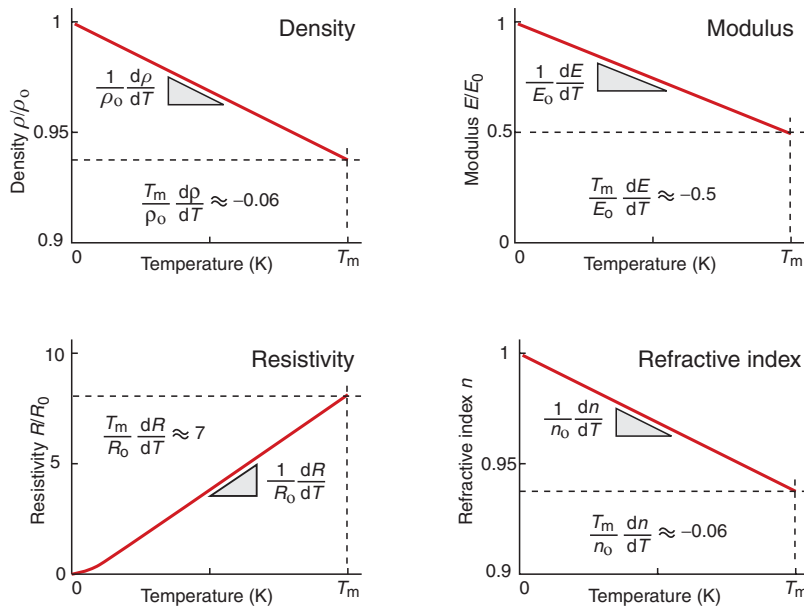 Density
Density ρ/ρo
1
0.95
0.9
1/ρo dρ/dT
Tm/ρo dρ/dT ≈ −0.06
0
Temperature (K)
Tm
Modulus
Modulus E/E0
1
0.5
0
1/Eo dE/dT
Tm/Eo dE/dT ≈ −0.5
0
Temperature (K)
Tm
Resistivity
Resistivity R/R0
10
5
0
Tm/Ro dR/dT ≈ 7
1/Ro dR/dT
0
Temperature (K)
Tm
Refractive index
Refractive index n
1
0.95
0.9
1/no dn/dT
Tm/no dn/dT ≈ −0.06
0
Temperature (K)
Tm